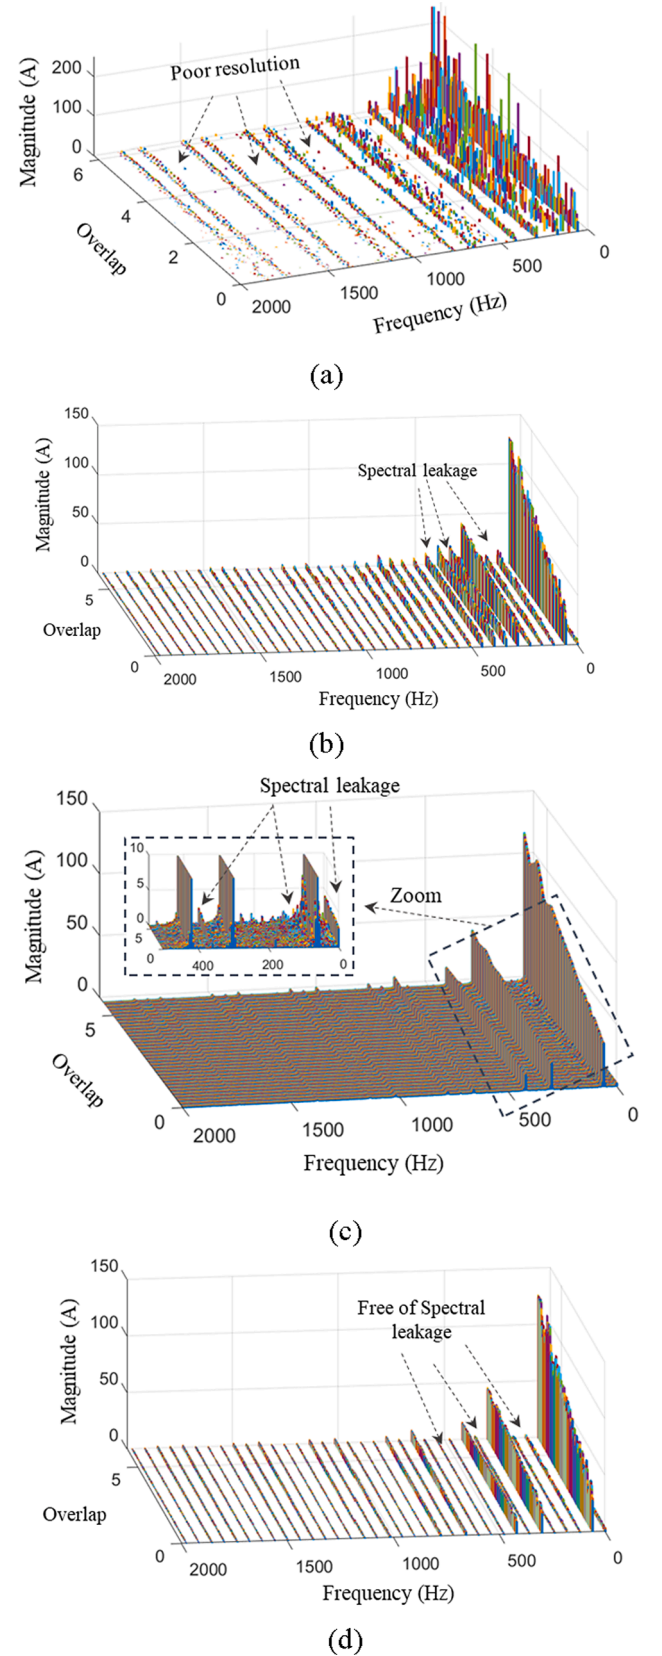 Poor resolution
Magnitude (A)
200
100
0
6
4
2
0
Overlap
2000
1500
1000
500
0
Frequency (Hz)
(a)
150
100
50
0
Magnitude (A)
Spectral leakage
5
0
Overlap
2000
1500
1000
500
0
Frequency (Hz)
(b)
Spectral leakage
150
100
50
0
Magnitude (A)
10
5
0
5
0
400
200
0
Zoom
5
0
Overlap
2000
1500
1000
500
0
Frequency (Hz)
(c)
150
100
50
0
Magnitude (A)
Free of Spectral
leakage
5
0
Overlap
2000
1500
1000
500
0
Frequency (Hz)
(d)